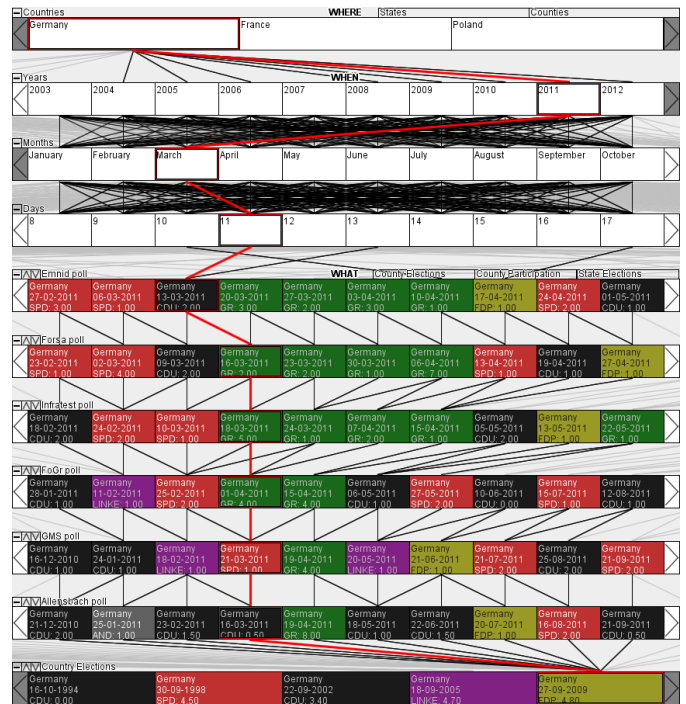 Countries WHERE States Counties
Germany France Poland
Years WHEN
2003 2004 2005 2006 2007 2008 2009 2010 2011 2012
Months
January February March April May June July August September October
Days
8 9 10 11 12 13 14 15 16 17
Emnid poll WHAT County Elections County Participation State Elections
Germany Germany Germany Germany Germany Germany Germany Germany Germany Germany
27-02-2011 06-03-2011 13-03-2011 20-03-2011 27-03-2011 03-04-2011 10-04-2011 17-04-2011 24-04-2011 01-05-2011
SPD: 3.00 SPD: 1.00 CDU: 2.00 GR: 3.00 GR: 2.00 GR: 3.00 GR: 1.00 FDP: 1.00 SPD: 2.00 CDU: 1.00
Forsa poll
Germany Germany Germany Germany Germany Germany Germany Germany Germany Germany
23-02-2011 02-03-2011 09-03-2011 16-03-2011 23-03-2011 30-03-2011 06-04-2011 13-04-2011 19-04-2011 27-04-2011
SPD: 1.00 SPD: 4.00 CDU: 2.00 GR: 2.00 GR: 2.00 GR: 1.00 GR: 7.00 SPD: 1.00 CDU: 1.00 FDP: 1.00
Infratest poll
Germany Germany Germany Germany Germany Germany Germany Germany Germany Germany
18-02-2011 24-02-2011 10-03-2011 18-03-2011 24-03-2011 07-04-2011 15-04-2011 05-05-2011 13-05-2011 22-05-2011
CDU: 2.00 SPD: 2.00 SPD: 1.00 GR: 5.00 GR: 1.00 GR: 2.00 GR: 1.00 CDU: 2.00 FDP: 1.00 GR: 1.00
FoGr poll
Germany Germany Germany Germany Germany Germany Germany Germany Germany Germany
28-01-2011 11-02-2011 25-02-2011 01-04-2011 15-04-2011 06-05-2011 27-05-2011 10-06-2011 15-07-2011 12-08-2011
CDU: 1.00 LINKE: 1.00 SPD: 2.00 GR: 4.00 GR: 4.00 CDU: 1.00 SPD: 2.00 CDU: 1.00 SPD: 1.00 CDU: 1.00
GMS poll
Germany Germany Germany Germany Germany Germany Germany Germany Germany Germany
16-12-2010 24-01-2011 18-02-2011 21-03-2011 19-04-2011 20-05-2011 21-06-2011 21-07-2011 25-08-2011 21-09-2011
CDU: 1.00 CDU: 1.00 LINKE: 1.00 SPD: 1.00 GR: 4.00 LINKE: 1.00 FDP: 1.00 SPD: 2.00 CDU: 2.00 SPD: 2.00
Allensbach poll
Germany Germany Germany Germany Germany Germany Germany Germany Germany Germany
21-12-2010 25-01-2011 23-02-2011 16-03-2011 19-04-2011 18-05-2011 22-06-2011 20-07-2011 16-08-2011 21-09-2011
CDU: 2.00 AND: 1.00 CDU: 1.50 CDU: 0.50 GR: 8.00 CDU: 1.00 CDU: 1.50 FDP: 1.00 SPD: 2.00 CDU: 0.50
Country Elections
Germany Germany Germany Germany Germany
16-10-1994 30-09-1998 22-09-2002 18-09-2005 27-09-2009
CDU: 0.00 SPD: 4.50 CDU: 3.40 LINKE: 4.70 FDP: 4.80